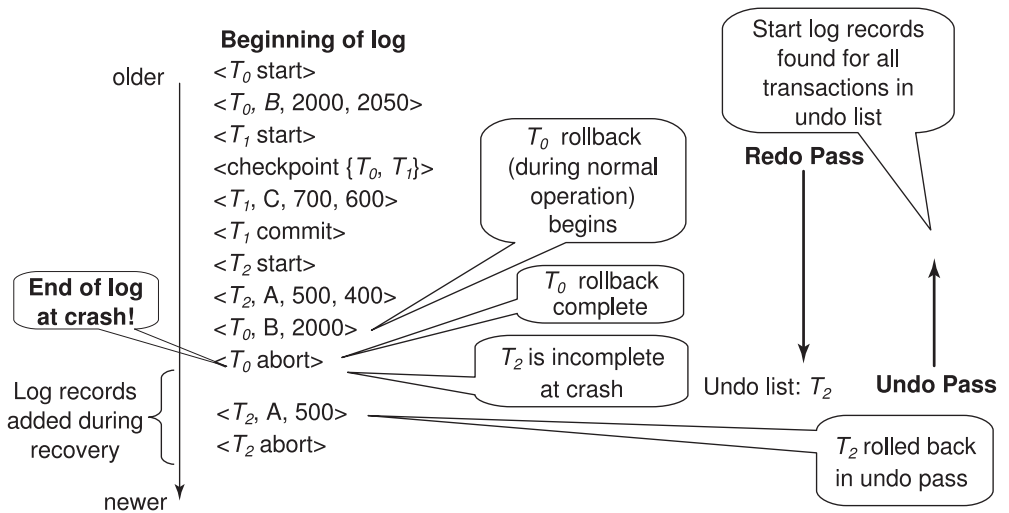 Beginning of log
older
<T0 start>
<T0, B, 2000, 2050>
<T1 start>
<checkpoint {T0, T1}>
<T1, C, 700, 600>
<T1 commit>
<T2 start>
<T2, A, 500, 400>
<T0, B, 2000>
<T0 abort>
<T2, A, 500>
<T2 abort>
End of log
at crash!
Log records
added during
recovery
newer
T0 rollback
(during normal
operation)
begins
T0 rollback
complete
T2 is incomplete
at crash
Start log records
found for all
transactions in
undo list
Redo Pass
Undo list: T2
Undo Pass
T2 rolled back
in undo pass